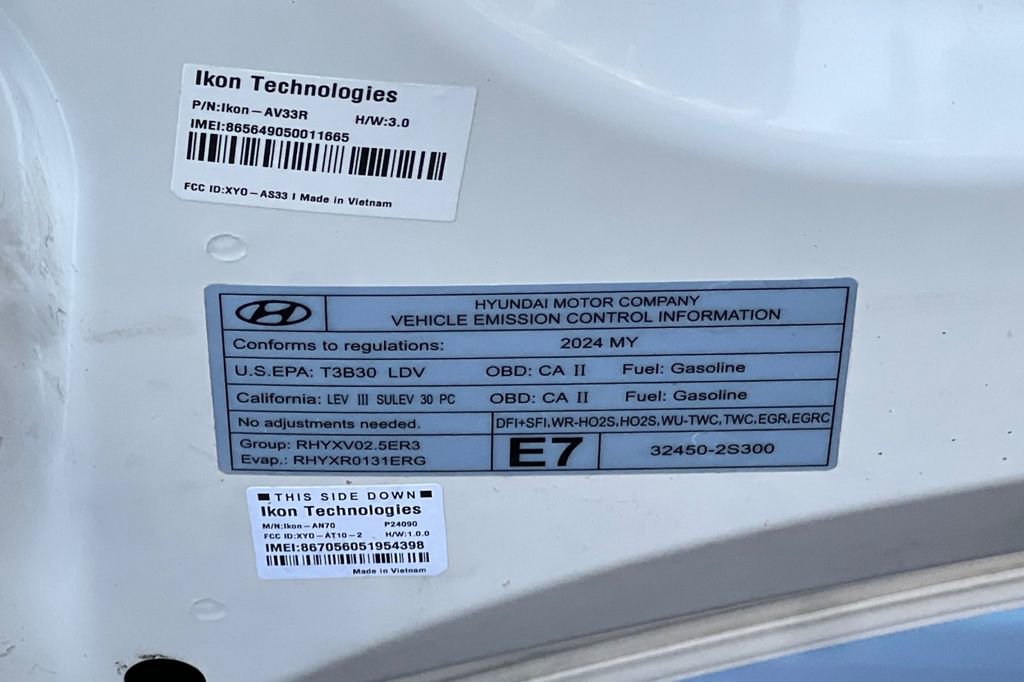 Ikon Technologies
P/N:Ikon-AV33R H/W:3.0
IMEI:865649050011665
FCC ID:XYO-AS33 I Made in Vietnam
HYUNDAI MOTOR COMPANY
VEHICLE EMISSION CONTROL INFORMATION
Conforms to regulations: 2024 MY
U.S.EPA: T3B30 LDV OBD: CA II Fuel: Gasoline
California: LEV III SULEV 30 PC OBD: CA II Fuel: Gasoline
No adjustments needed. DFI+SFI,WR-HO2S,HO2S,WU-TWC,TWC,EGR,EGRC
Group: RHYXV02.5ER3
Evap.: RHYXR0131ERG
E7 32450-2S300
THIS SIDE DOWN
Ikon Technologies
M/N:Ikon-AN70 P24090
FCC ID:XYO-AT10-2 H/W:1.0.0
IMEI:867056051954398
Made in Vietnam